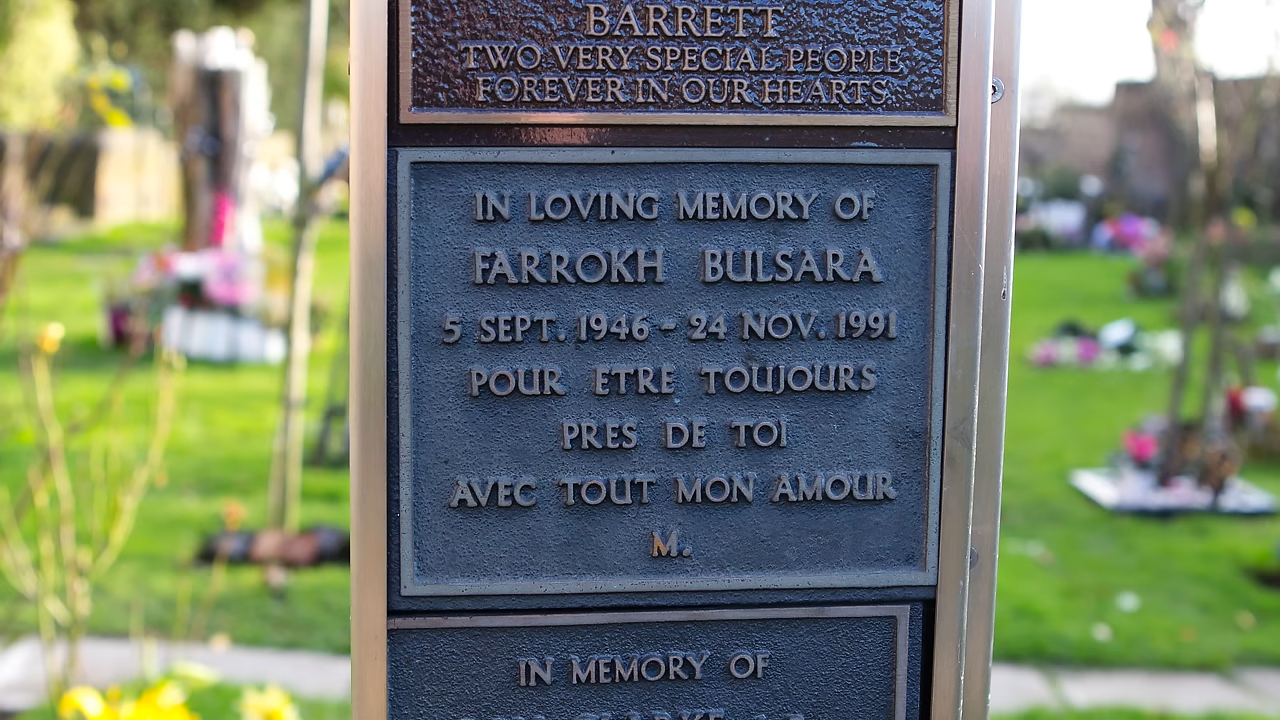 BARRETT
TWO VERY SPECIAL PEOPLE
FOREVER IN OUR HEARTS
IN LOVING MEMORY OF
FARROKH BULSARA
5 SEPT. 1946 - 24 NOV. 1991
POUR ETRE TOUJOURS
PRES DE TOI
AVEC TOUT MON AMOUR
M.
IN MEMORY OF